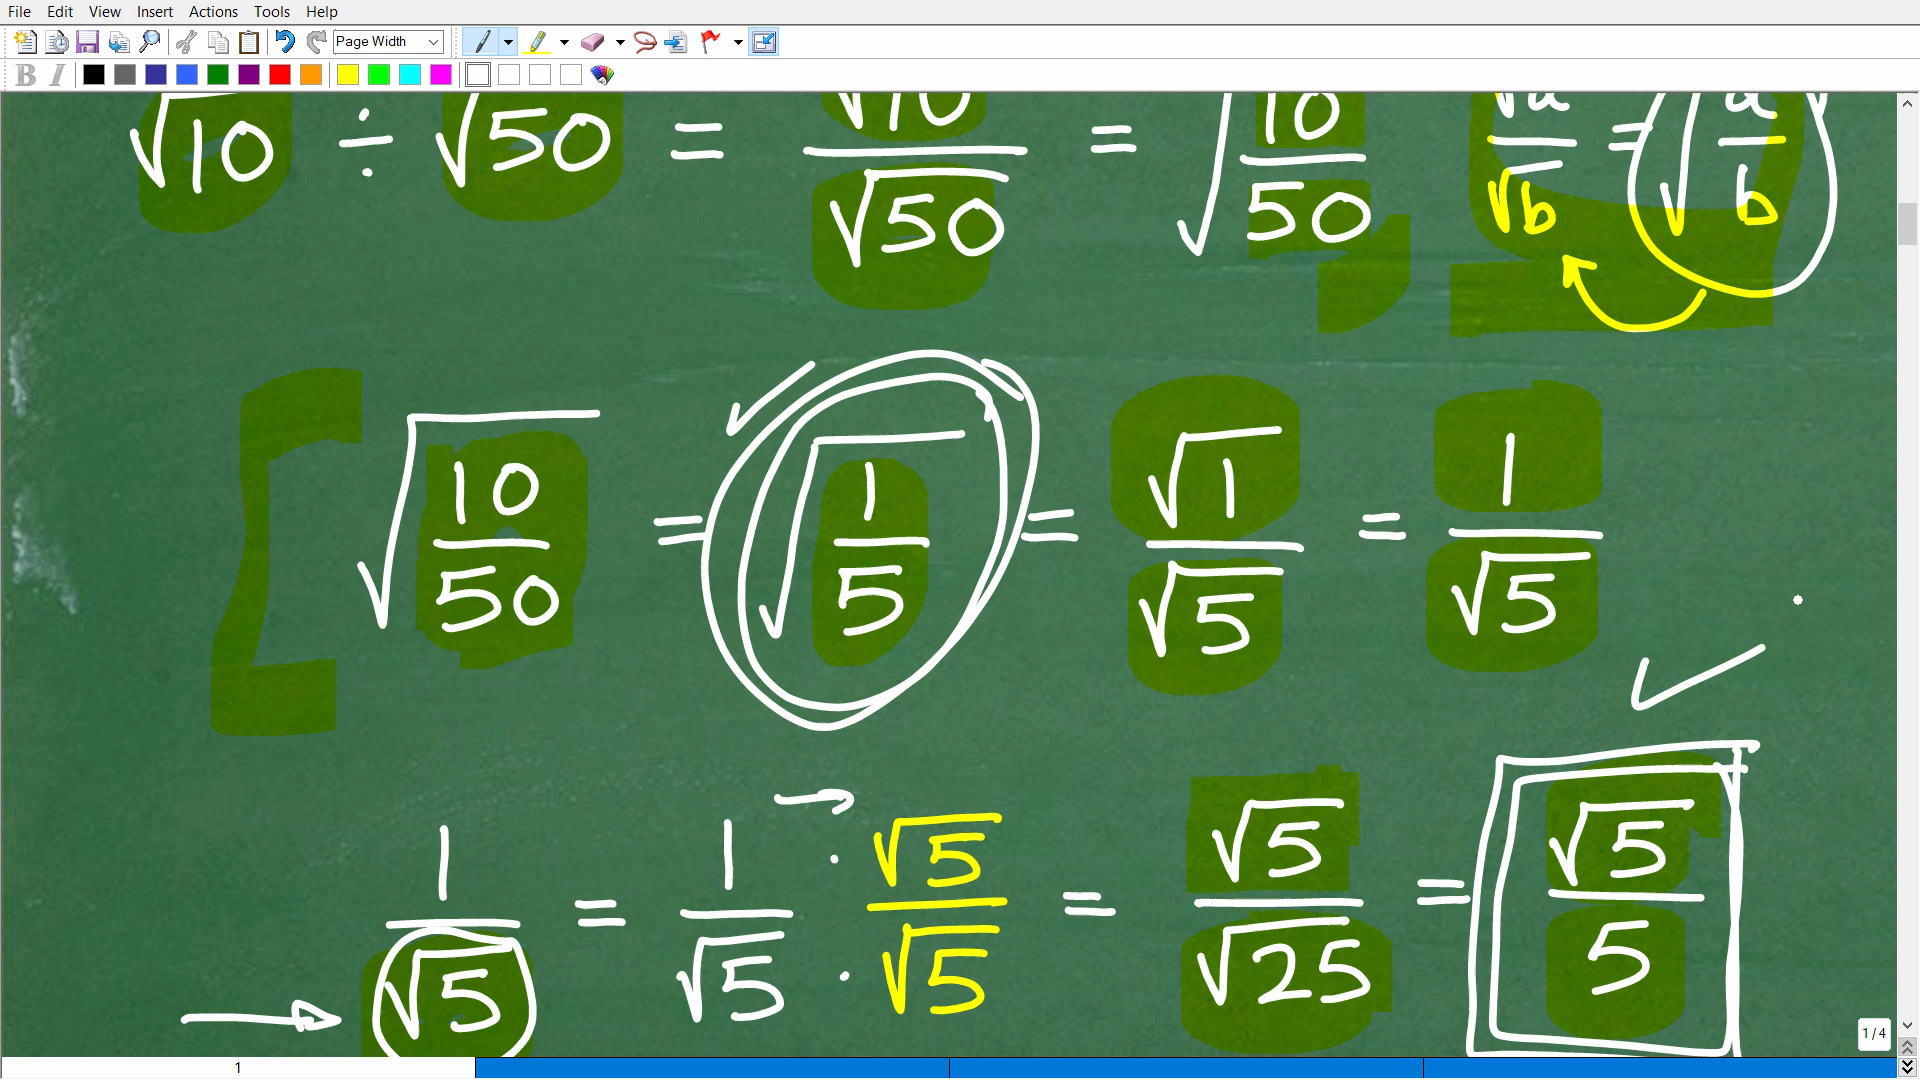 File Edit View Insert Actions Tools Help
Page Width
B I
√10 ÷ √50 = √10/√50 = √(10/50) √a/√b = √(a/b)
√(10/50) = √(1/5) = √1/√5 = 1/√5
1/√5 = 1/√5 · √5/√5 = √5/√25 = √5/5
1 / 4
1